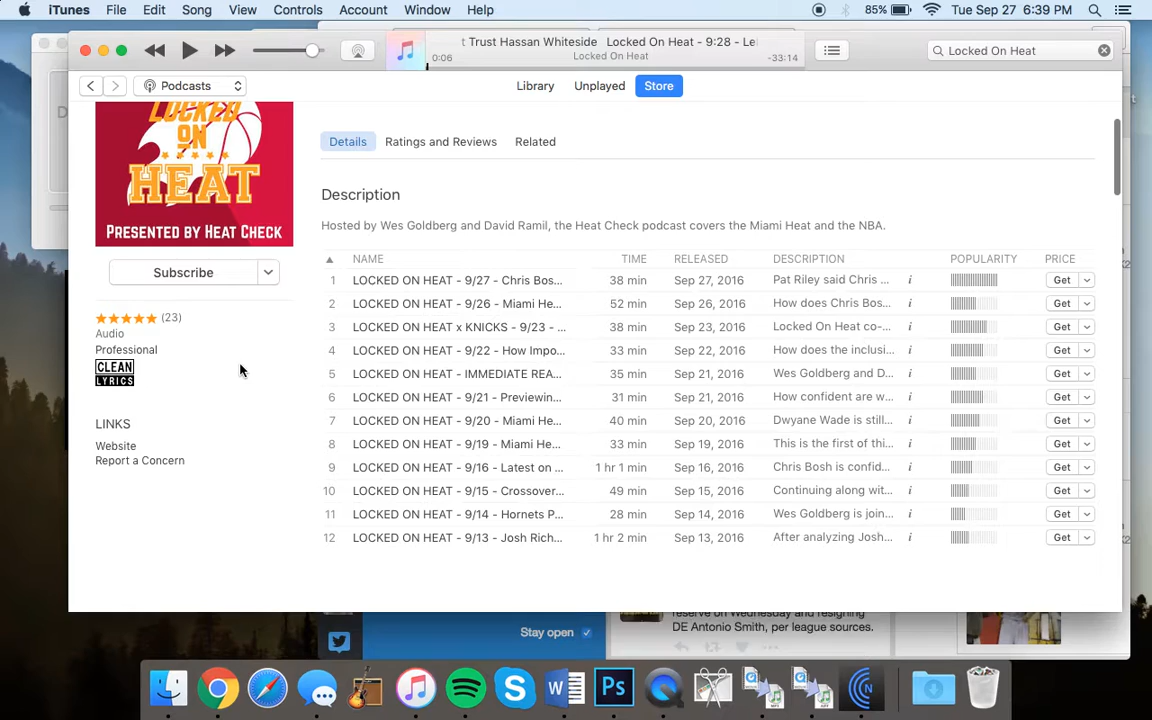 iTunes File Edit Song View Controls Account Window Help 85% Tue Sep 27 6:39 PM
t Trust Hassan Whiteside Locked On Heat - 9:28 - Le
0:06 Locked On Heat -33:14
Locked On Heat
Podcasts Library Unplayed Store
LOCKED
ON
HEAT
PRESENTED BY HEAT CHECK
Details Ratings and Reviews Related
Description
Hosted by Wes Goldberg and David Ramil, the Heat Check podcast covers the Miami Heat and the NBA.
Subscribe
(23)
Audio
Professional
CLEAN
LYRICS
LINKS
Website
Report a Concern
NAME TIME RELEASED DESCRIPTION POPULARITY PRICE
1 LOCKED ON HEAT - 9/27 - Chris Bos... 38 min Sep 27, 2016 Pat Riley said Chris ... i Get
2 LOCKED ON HEAT - 9/26 - Miami He... 52 min Sep 26, 2016 How does Chris Bos... i Get
3 LOCKED ON HEAT x KNICKS - 9/23 - ... 38 min Sep 23, 2016 Locked On Heat co-... i Get
4 LOCKED ON HEAT - 9/22 - How Impo... 33 min Sep 22, 2016 How does the inclusi... i Get
5 LOCKED ON HEAT - IMMEDIATE REA... 35 min Sep 21, 2016 Wes Goldberg and D... i Get
6 LOCKED ON HEAT - 9/21 - Previewin... 31 min Sep 21, 2016 How confident are w... i Get
7 LOCKED ON HEAT - 9/20 - Miami He... 40 min Sep 20, 2016 Dwyane Wade is still... i Get
8 LOCKED ON HEAT - 9/19 - Miami He... 33 min Sep 19, 2016 This is the first of thi... i Get
9 LOCKED ON HEAT - 9/16 - Latest on ... 1 hr 1 min Sep 16, 2016 Chris Bosh is confid... i Get
10 LOCKED ON HEAT - 9/15 - Crossover... 49 min Sep 15, 2016 Continuing along wit... i Get
11 LOCKED ON HEAT - 9/14 - Hornets P... 28 min Sep 14, 2016 Wes Goldberg is join... i Get
12 LOCKED ON HEAT - 9/13 - Josh Rich... 1 hr 2 min Sep 13, 2016 After analyzing Josh... i Get
reserve on Wednesday and resigning
DE Antonio Smith, per league sources.
Stay open
Ps